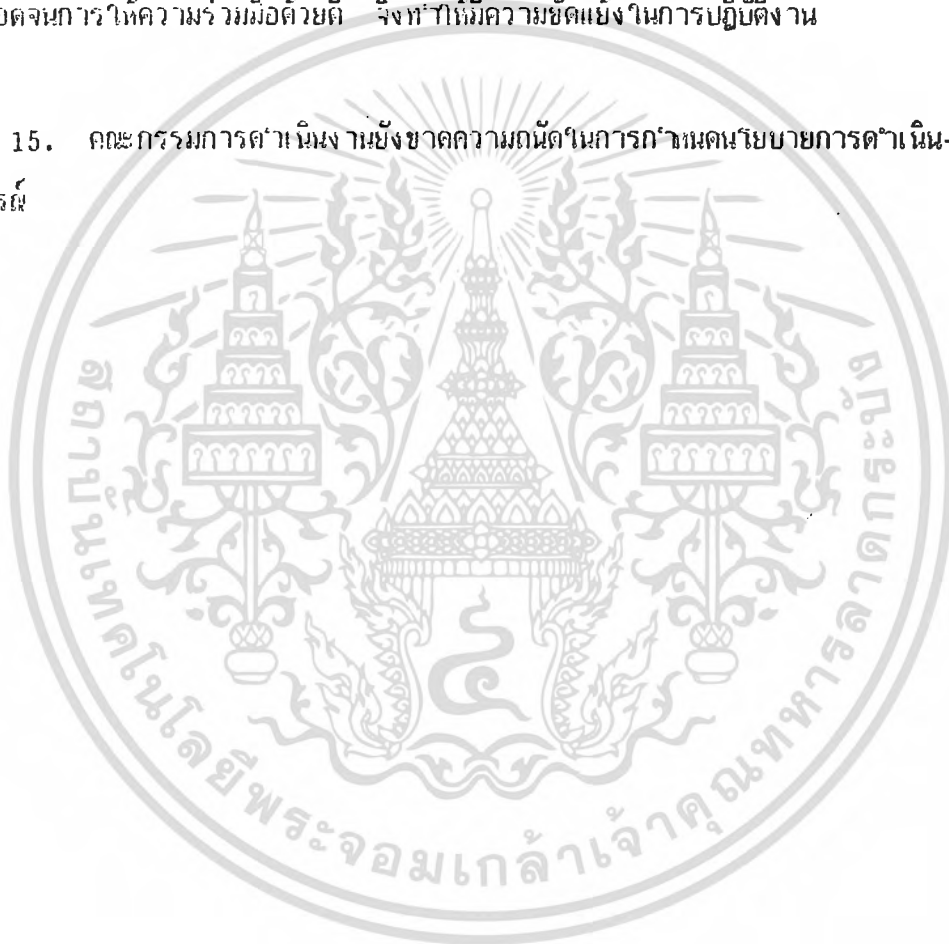 อดจนการให้ความร่วมมือด้วยดี จึงทำให้มีความขัดแย้งในการปฏิบัติงาน
15. คณะกรรมการดำเนินงานยังขาดความถนัดในการกำหนดนโยบายการดำเนิน-
รณ์
สถาบันเทคโนโลยีพระจอมเกล้าเจ้าคุณทหารลาดกระบัง
๔